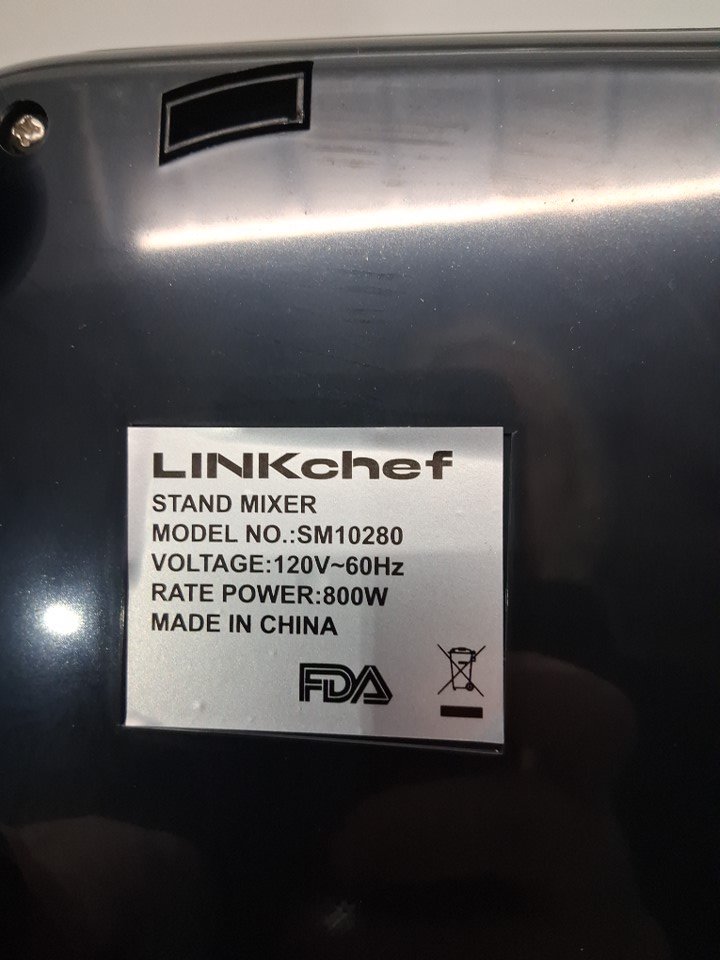 LINKchef
STAND MIXER
MODEL NO.:SM10280
VOLTAGE:120V~60Hz
RATE POWER:800W
MADE IN CHINA
FDA